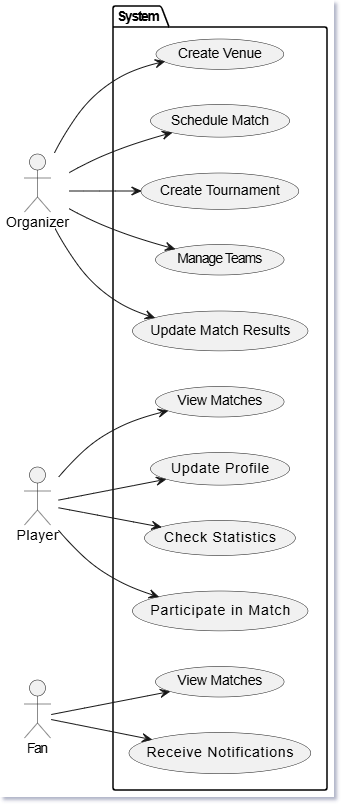 System
Create Venue
Schedule Match
Create Tournament
Organizer
Manage Teams
Update Match Results
View Matches
Update Profile
Player
Check Statistics
Participate in Match
View Matches
Fan
Receive Notifications